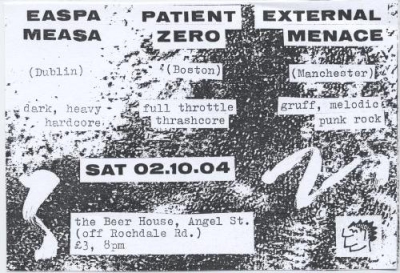 EASPA MEASA
(Dublin)
dark, heavy
hardcore
PATIENT ZERO
(Boston)
full throttle
thrashcore
EXTERNAL MENACE
(Manchester)
gruff, melodic
punk rock
SAT 02.10.04
the Beer House, Angel St.
(off Rochdale Rd.)
£3, 8pm